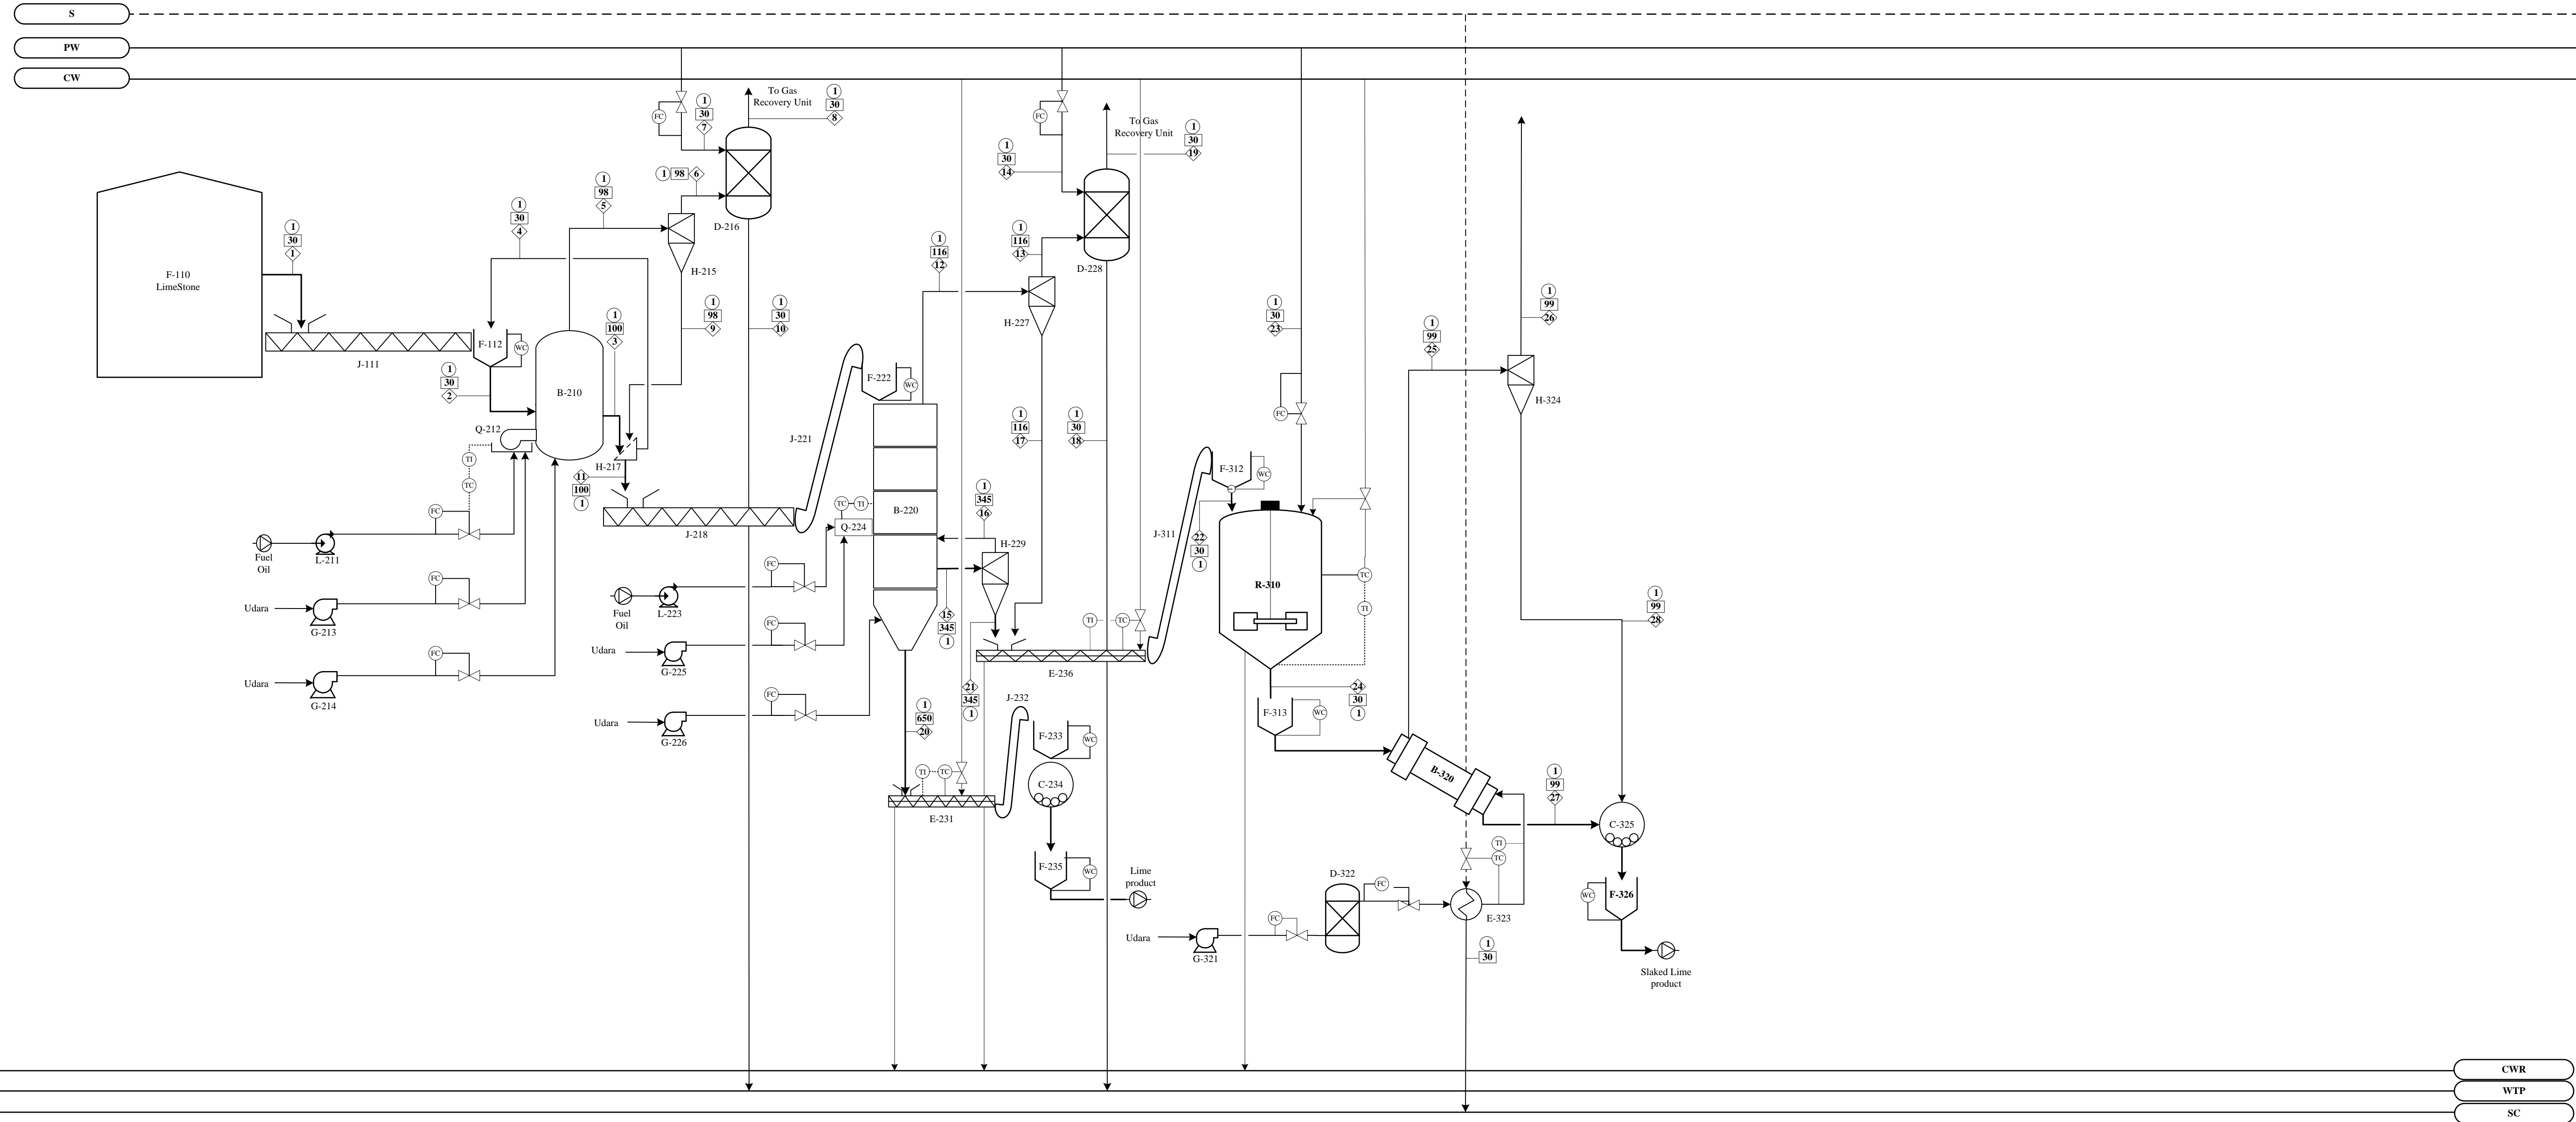 S
PW
CW
To Gas
Recovery Unit
1
30
8
FC
1
30
7
1 98 6
D-216
1
98
5
H-215
1
30
4
1
30
1
F-110
LimeStone
J-111
F-112
WC
1
30
2
B-210
1
100
3
1
98
9
1
30
10
Q-212
H-217
11
100
1
TI
TC
FC
Fuel
Oil
L-211
FC
Udara
G-213
FC
Udara
G-214
J-218
J-221
F-222
WC
TC
TI
Q-224
B-220
FC
Fuel
Oil
L-223
FC
Udara
G-225
FC
Udara
G-226
FC
To Gas
Recovery Unit
1
30
19
1
30
14
1
116
13
D-228
1
116
12
H-227
1
116
17
1
30
18
1
345
16
H-229
15
345
1
21
345
1
1
650
20
TI
TC
E-236
TI
TC
E-231
J-232
F-233
WC
C-234
F-235
WC
Lime
product
J-311
F-312
WC
22
30
1
1
30
23
FC
R-310
TC
TI
24
30
1
F-313
WC
B-320
1
99
25
1
99
26
H-324
1
99
28
1
99
27
C-325
TI
TC
D-322
FC
E-323
FC
Udara
G-321
1
30
WC
F-326
Slaked Lime
product
CWR
WTP
SC